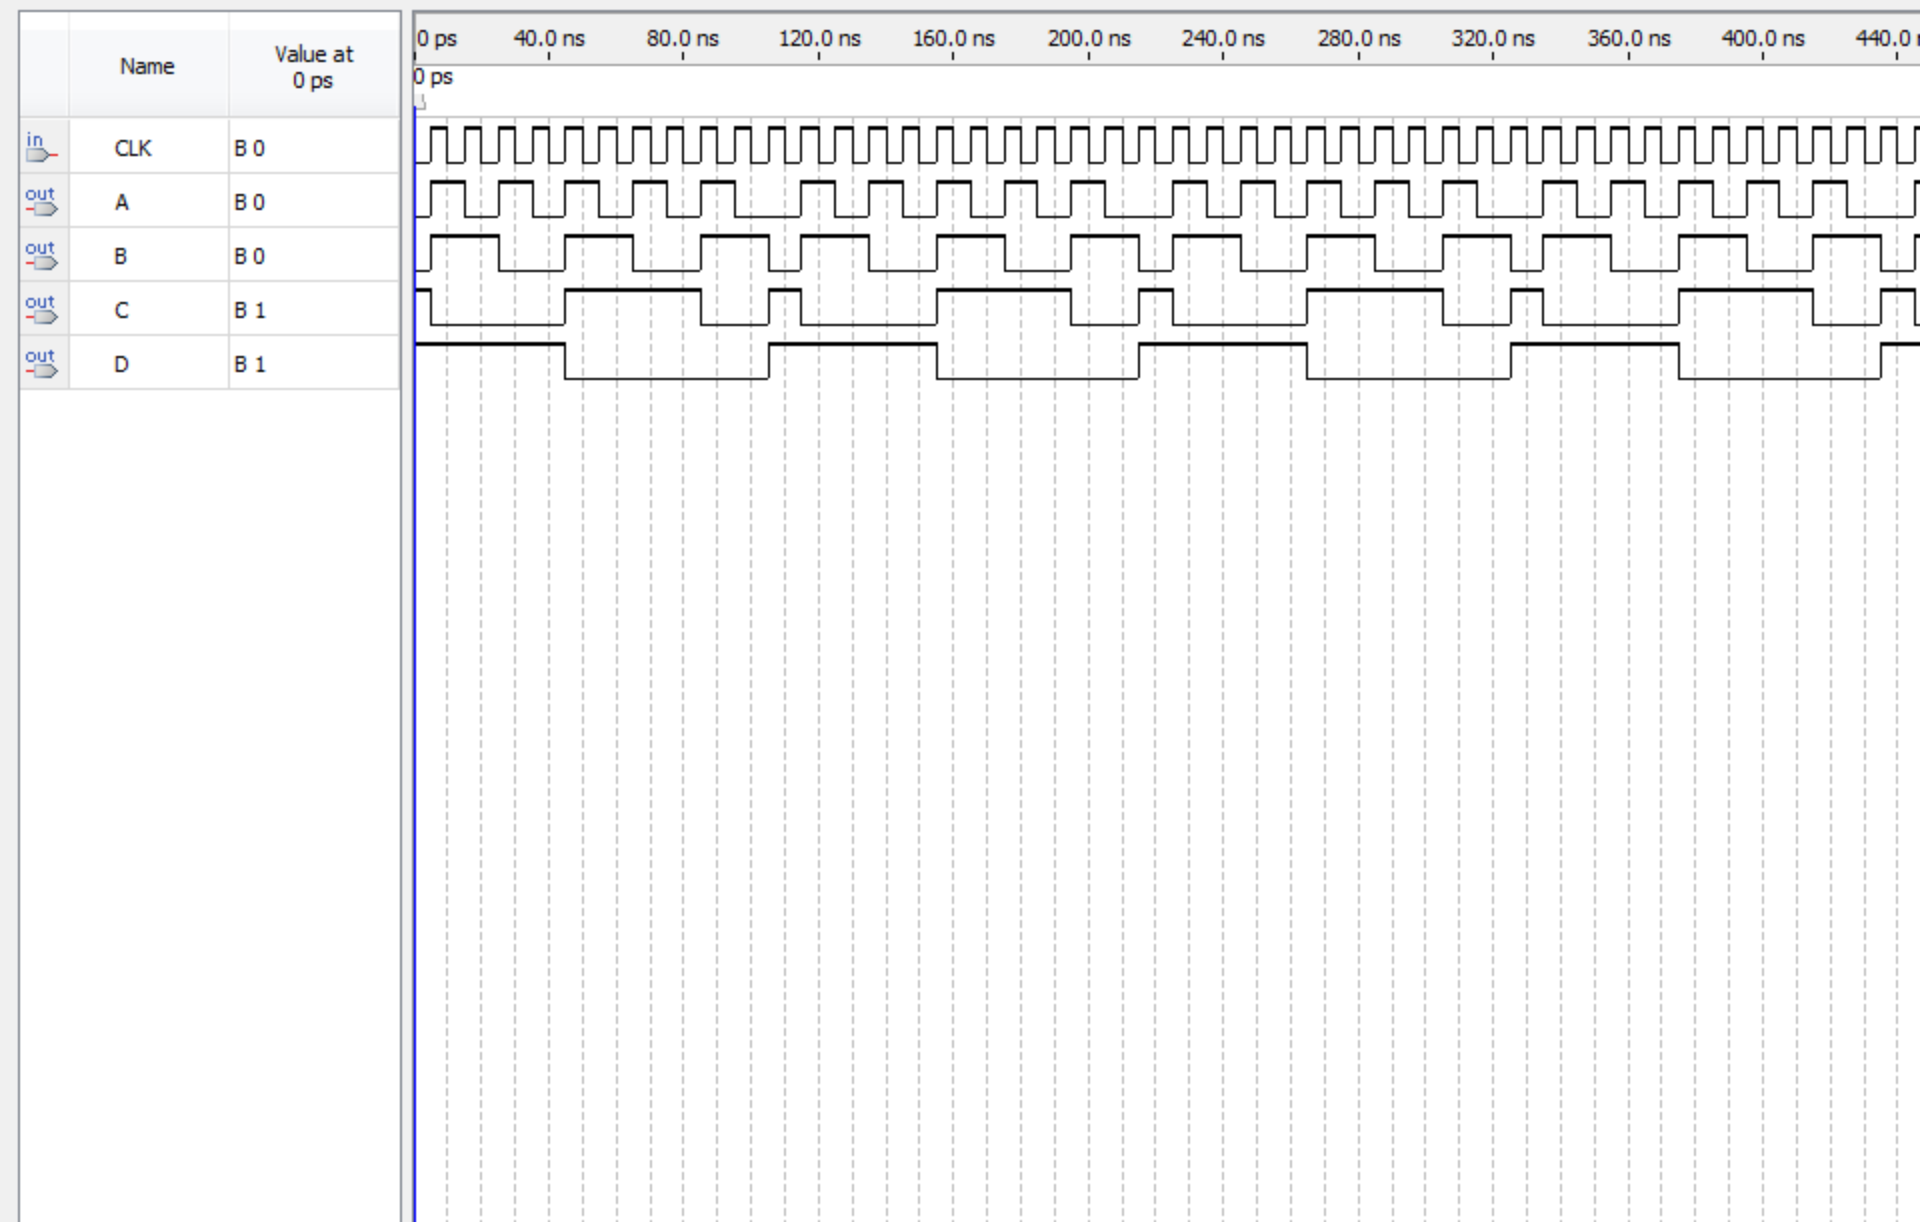 Name Value at 0 ps
0 ps 40.0 ns 80.0 ns 120.0 ns 160.0 ns 200.0 ns 240.0 ns 280.0 ns 320.0 ns 360.0 ns 400.0 ns 440.0
0 ps
in CLK B 0
out A B 0
out B B 0
out C B 1
out D B 1